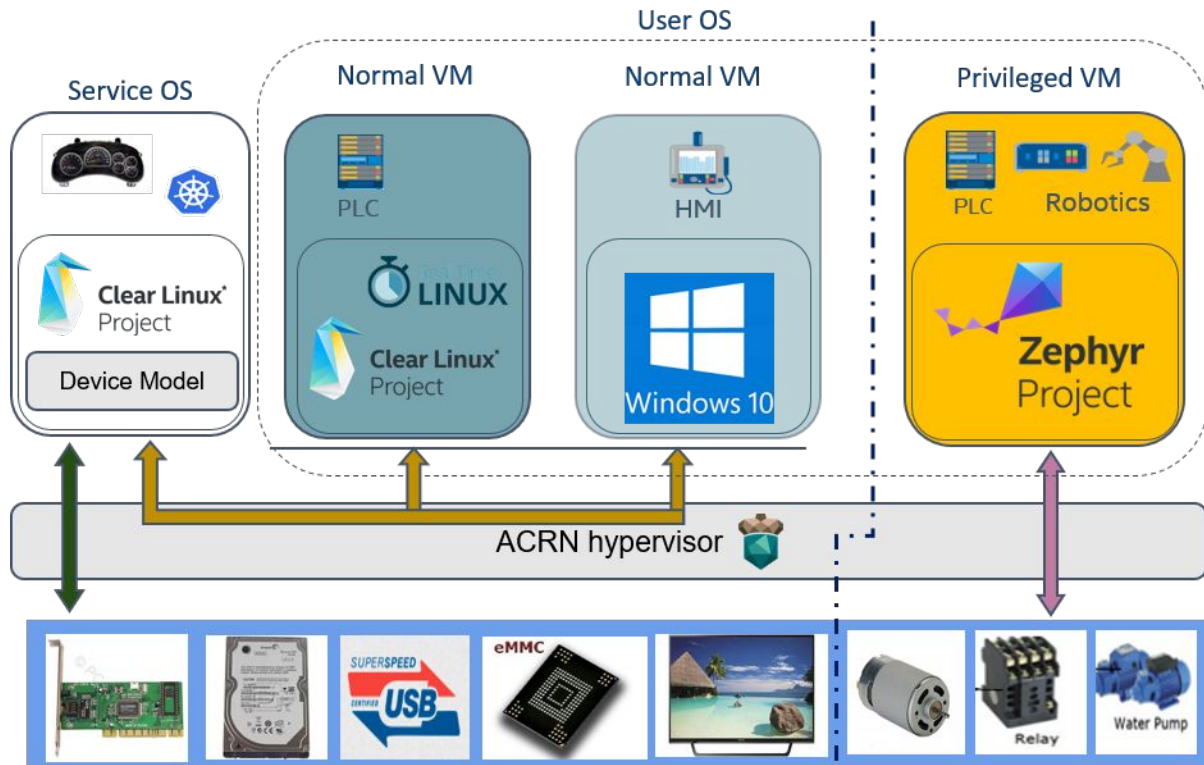 User OS
Service OS
Normal VM
Normal VM
Privileged VM
PLC
HMI
PLC
Robotics
Clear Linux*
Project
Device Model
LINUX
Clear Linux*
Project
Windows 10
Zephyr
Project
ACRN hypervisor
SUPERSPEED
CERTIFIED
USB
eMMC
Relay
Water Pump